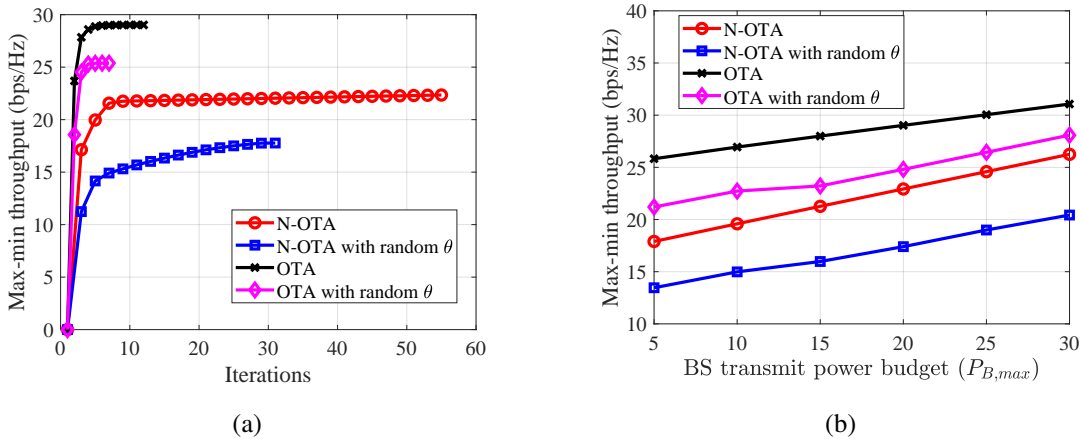 Max-min throughput (bps/Hz)
30
25
20
15
10
5
0
N-OTA
N-OTA with random θ
OTA
OTA with random θ
0 10 20 30 40 50 60
Iterations
(a)
Max-min throughput (bps/Hz)
40
35
30
25
20
15
10
N-OTA
N-OTA with random θ
OTA
OTA with random θ
5 10 15 20 25 30
BS transmit power budget (P_{B,max})
(b)